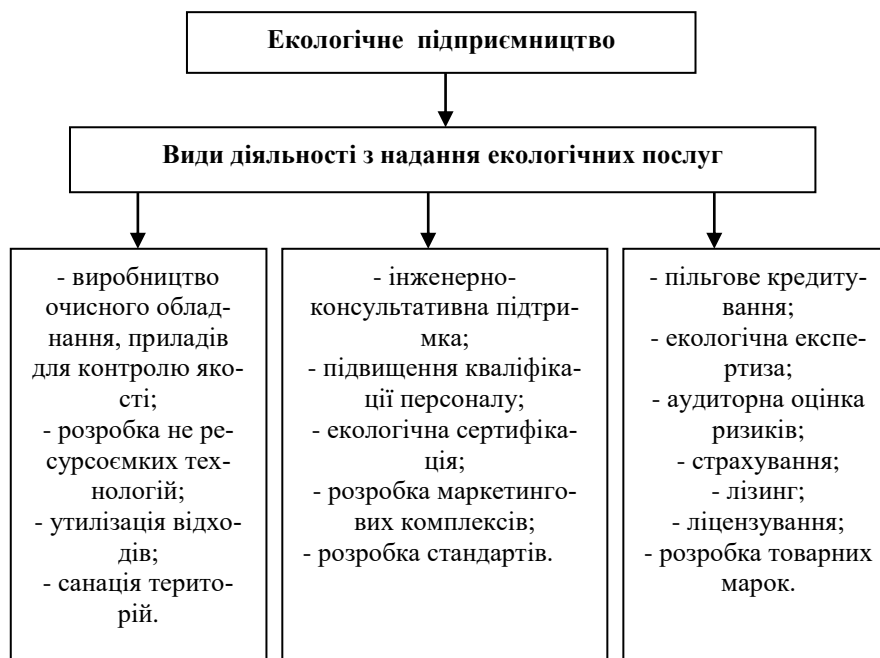 Екологічне підприємництво
Види діяльності з надання екологічних послуг
- виробництво
очисного облад-
нання, приладів
для контролю яко-
сті;
- розробка не ре-
сурсоємких тех-
нологій;
- утилізація відхо-
дів;
- санація терито-
рій.
- інженерно-
консультативна підтри-
мка;
- підвищення кваліфіка-
ції персоналу;
- екологічна сертифіка-
ція;
- розробка маркетинго-
вих комплексів;
- розробка стандартів.
- пільгове кредиту-
вання;
- екологічна експе-
ртиза;
- аудиторна оцінка
ризиків;
- страхування;
- лізинг;
- ліцензування;
- розробка товарних
марок.